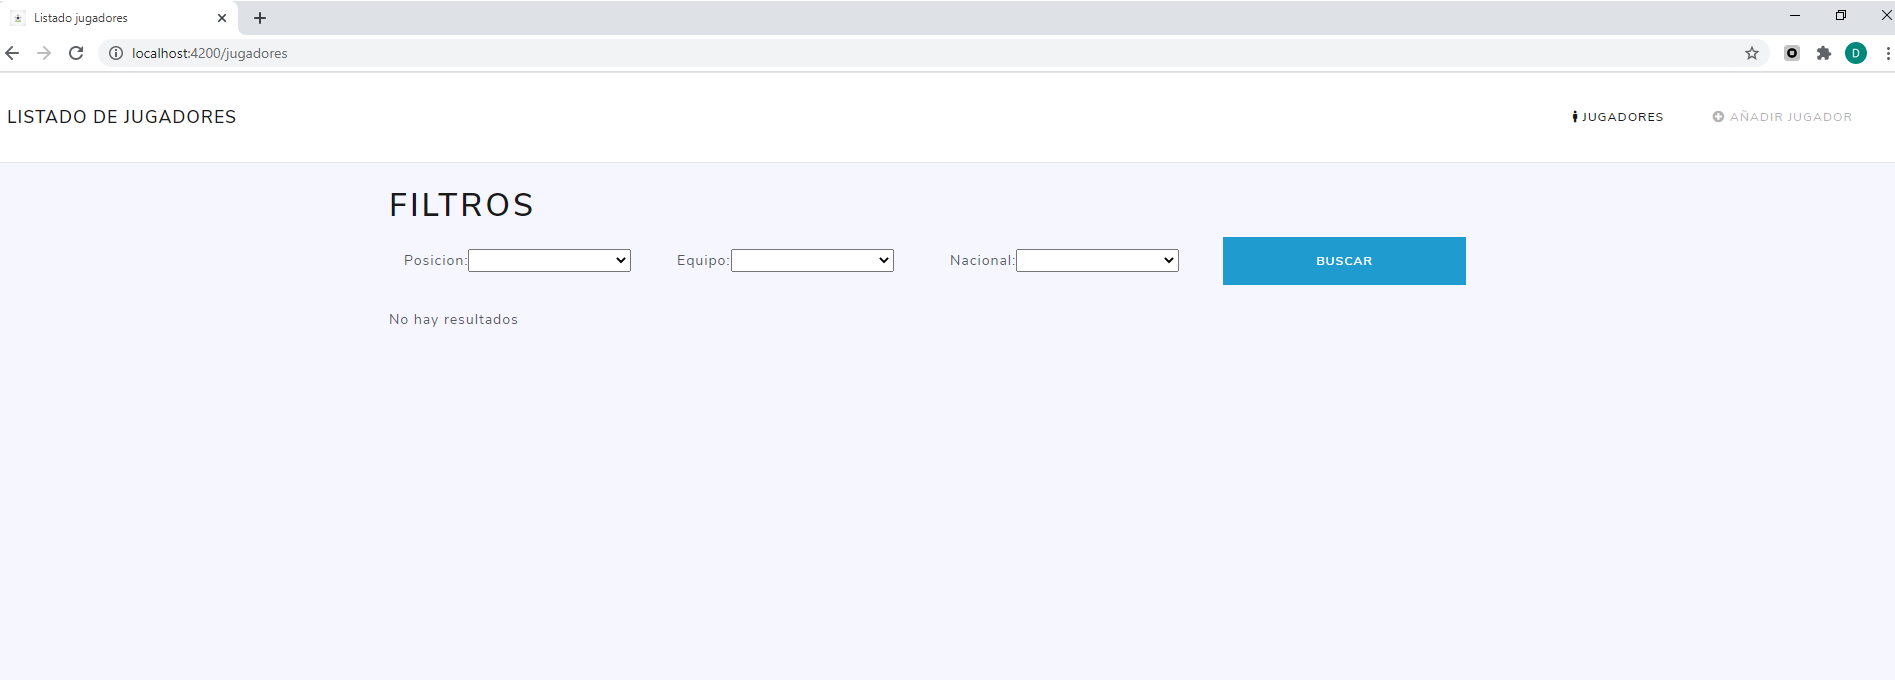 Listado jugadores
localhost:4200/jugadores
D
LISTADO DE JUGADORES
JUGADORES
AÑADIR JUGADOR
FILTROS
Posicion:
Equipo:
Nacional:
BUSCAR
No hay resultados